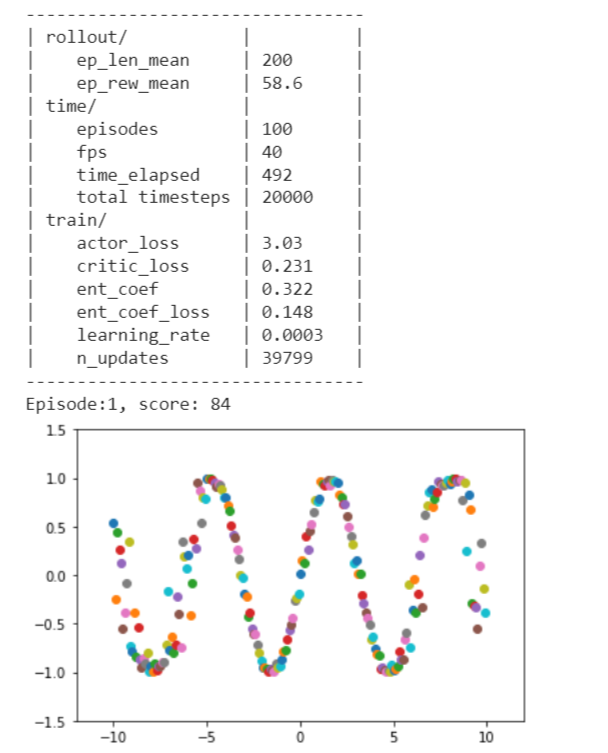 ----------------------------------
| rollout/ | |
| ep_len_mean | 200 |
| ep_rew_mean | 58.6 |
| time/ | |
| episodes | 100 |
| fps | 40 |
| time_elapsed | 492 |
| total timesteps | 20000 |
| train/ | |
| actor_loss | 3.03 |
| critic_loss | 0.231 |
| ent_coef | 0.322 |
| ent_coef_loss | 0.148 |
| learning_rate | 0.0003 |
| n_updates | 39799 |
----------------------------------
Episode:1, score: 84
1.5
1.0
0.5
0.0
−0.5
−1.0
−1.5
−10 −5 0 5 10